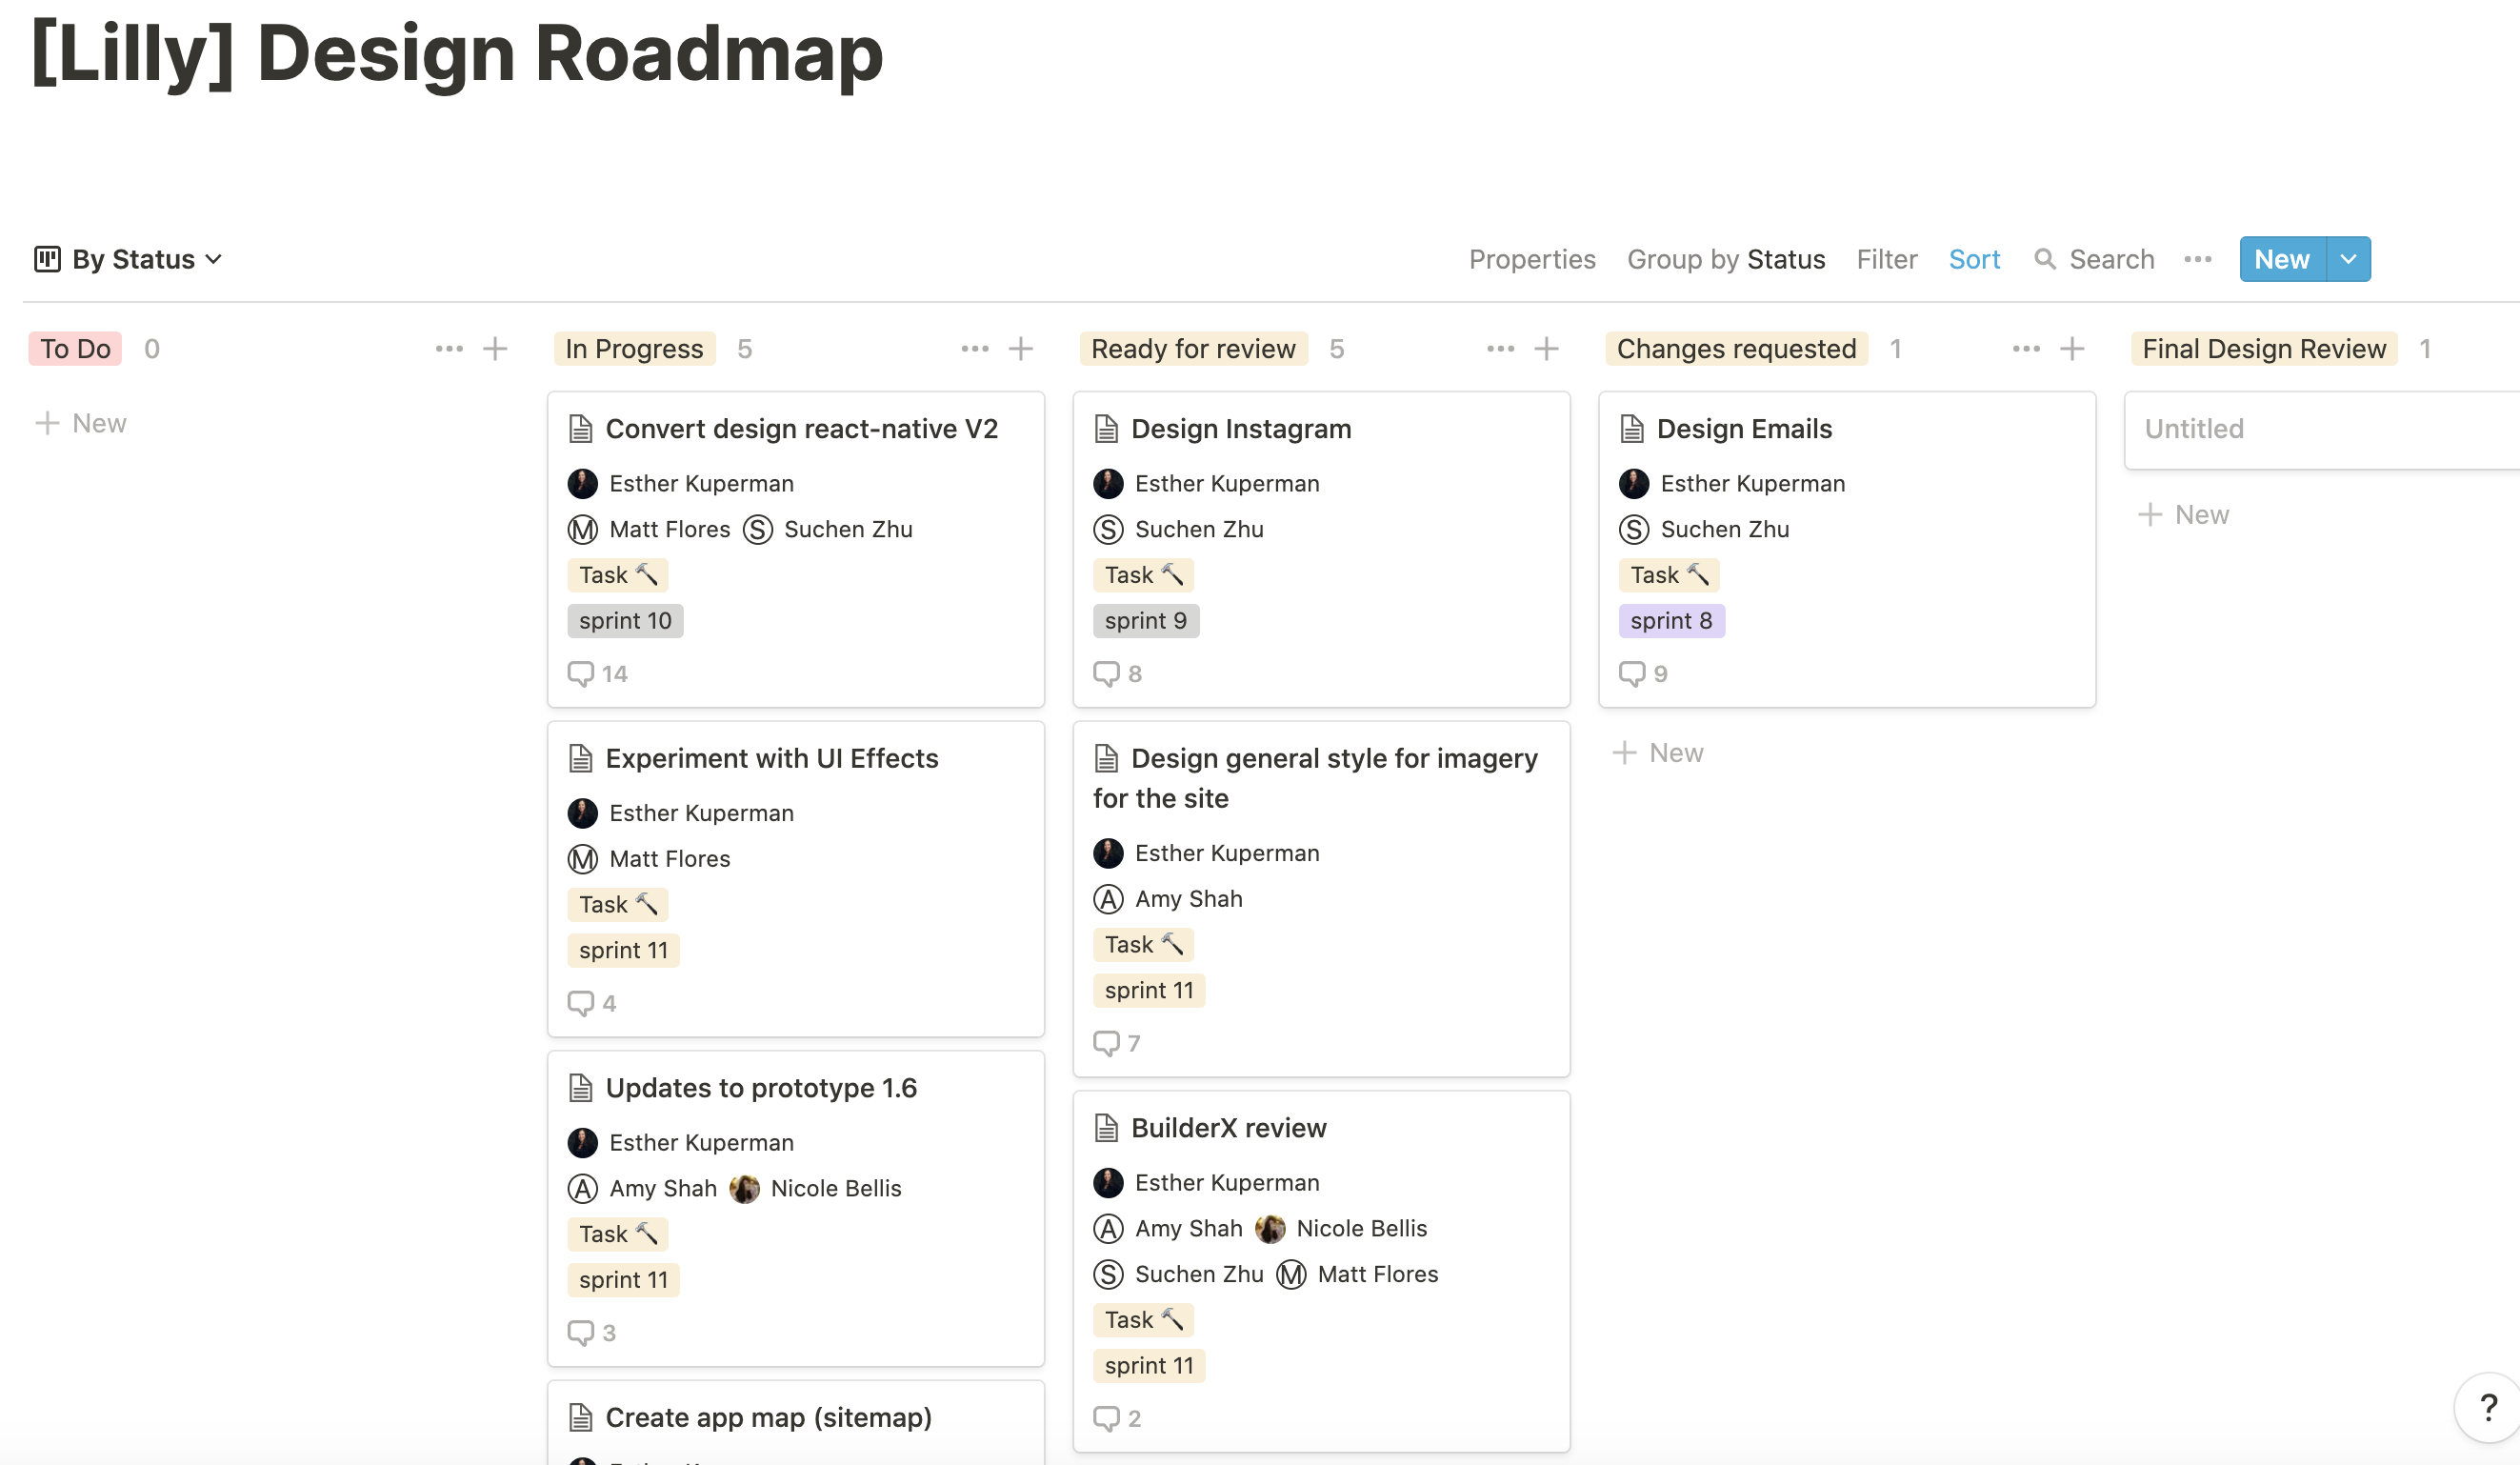 [Lilly] Design Roadmap
By Status
Properties Group by Status Filter Sort Search New
To Do 0
New
In Progress 5
Convert design react-native V2
Esther Kuperman
M Matt Flores S Suchen Zhu
Task
sprint 10
14
Experiment with UI Effects
Esther Kuperman
M Matt Flores
Task
sprint 11
4
Updates to prototype 1.6
Esther Kuperman
A Amy Shah Nicole Bellis
Task
sprint 11
3
Create app map (sitemap)
Ready for review 5
Design Instagram
Esther Kuperman
S Suchen Zhu
Task
sprint 9
8
Design general style for imagery
for the site
Esther Kuperman
A Amy Shah
Task
sprint 11
7
BuilderX review
Esther Kuperman
A Amy Shah Nicole Bellis
S Suchen Zhu M Matt Flores
Task
sprint 11
2
Changes requested 1
Design Emails
Esther Kuperman
S Suchen Zhu
Task
sprint 8
9
New
Final Design Review 1
Untitled
New
?